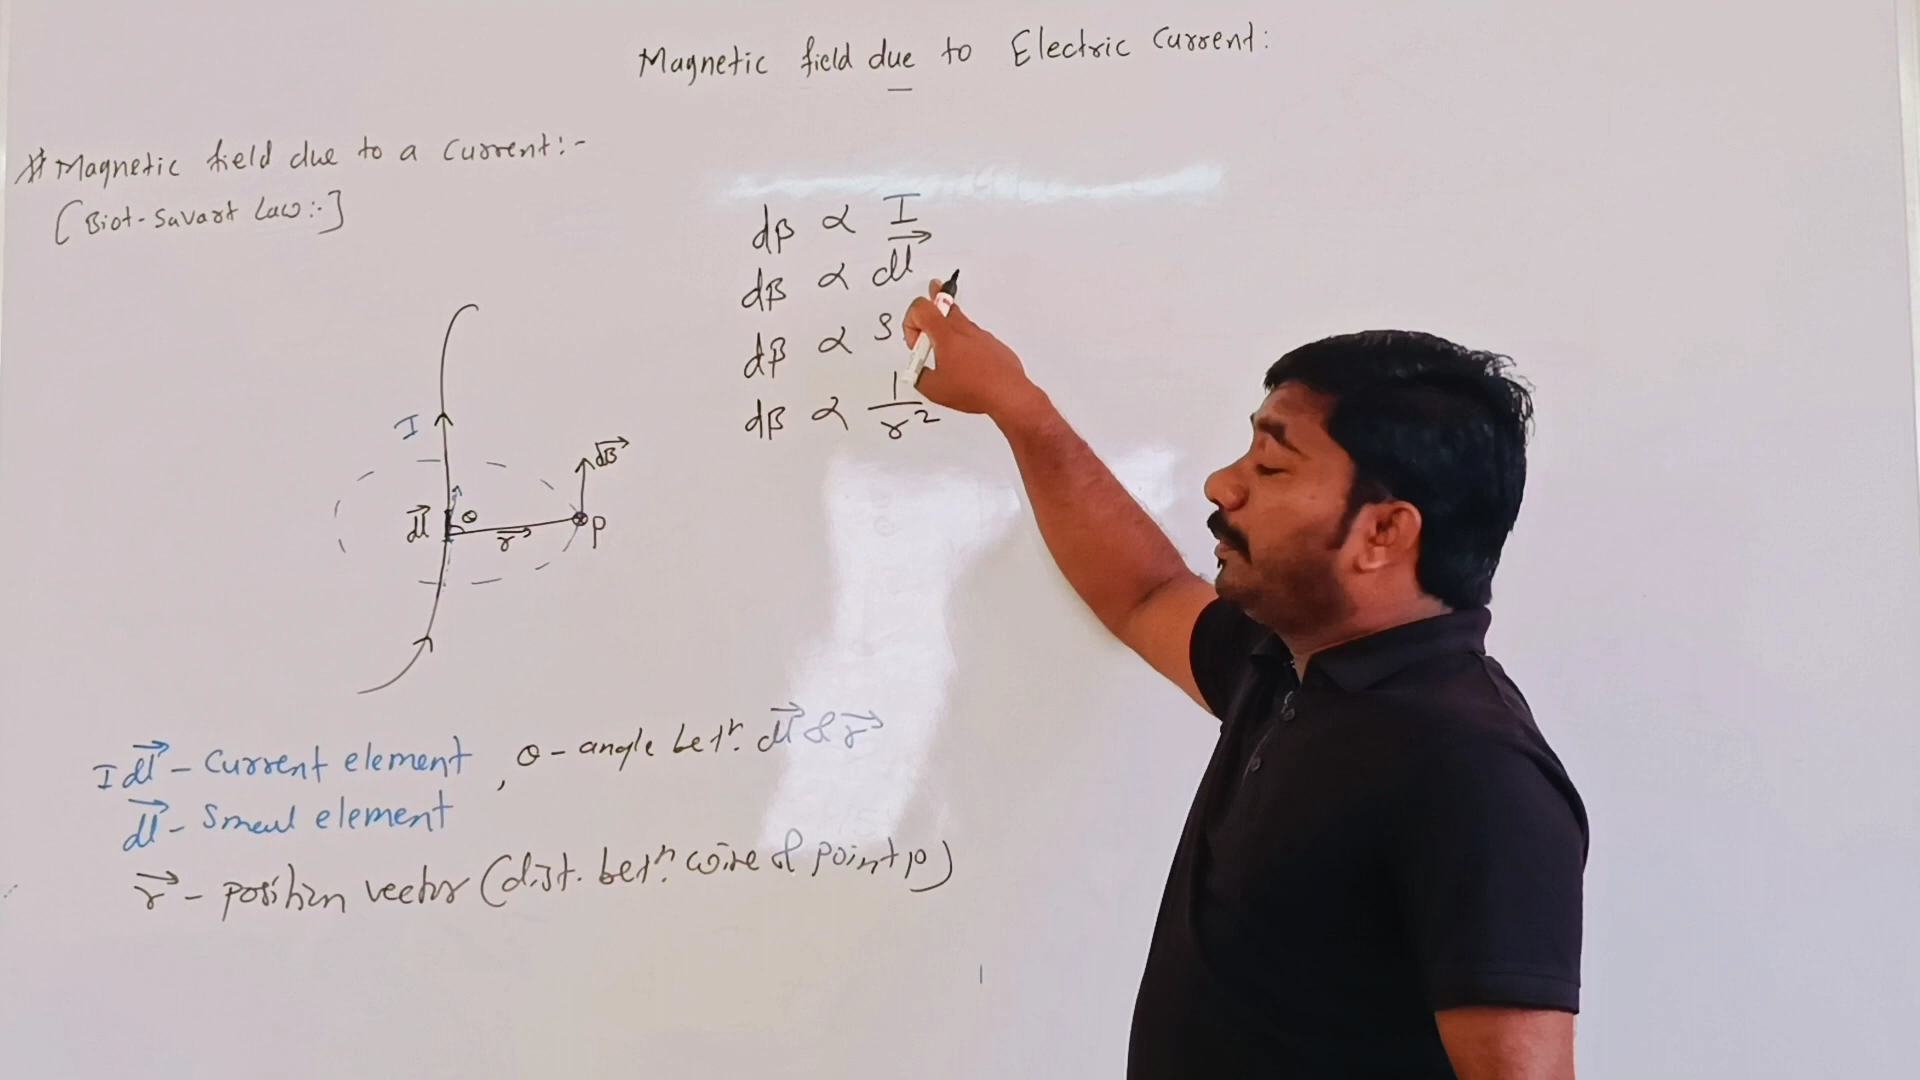 Magnetic field due to Electric Current:
# Magnetic field due to a Current:-
[Biot-Savart Law:-]
dB ∝ I
dB ∝ dl⃗
dB ∝ S
dB ∝ 1/r²
I
dB⃗
dl⃗ θ r⃗ P
I dl⃗ - Current element , θ - angle betⁿ. dl⃗ & r⃗
dl⃗ - Small element
r⃗ - position vector (dist. betⁿ. wire & point p)